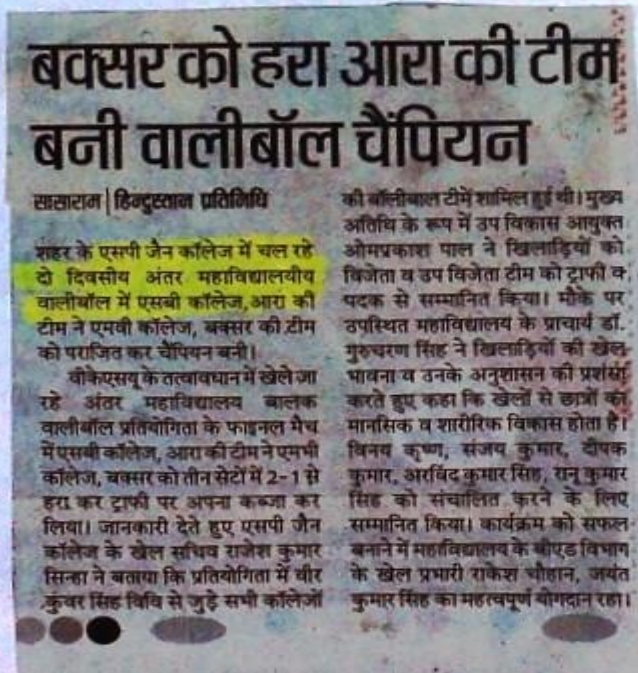 बक्सर को हरा आरा की टीम
बनी वालीबॉल चैंपियन
सासाराम | हिन्दुस्तान प्रतिनिधि
शहर के एसपी जैन कॉलेज में चल रहे
दो दिवसीय अंतर महाविद्यालयीय
वालीबॉल में एसबी कॉलेज, आरा की
टीम ने एमवी कॉलेज, बक्सर की टीम
को पराजित कर चैंपियन बनी।
वीकेएसयू के तत्वावधान में खेले जा
रहे अंतर महाविद्यालय बालक
वालीबॉल प्रतियोगिता के फाइनल मैच
में एसबी कॉलेज, आरा की टीम ने एमभी
कॉलेज, बक्सर को तीन सेटों में 2-1 से
हरा कर ट्राफी पर अपना कब्जा कर
लिया। जानकारी देते हुए एसपी जैन
कॉलेज के खेल सचिव राजेश कुमार
सिन्हा ने बताया कि प्रतियोगिता में वीर
कुंवर सिंह विवि से जुड़े सभी कॉलेजों
की बॉलीबाल टीमें शामिल हुई थी। मुख्य
अतिथि के रूप में उप विकास आयुक्त
ओमप्रकाश पाल ने खिलाड़ियों को
विजेता व उप विजेता टीम को ट्राफी व
पदक से सम्मानित किया। मौके पर
उपस्थित महाविद्यालय के प्राचार्य डॉ.
गुरुचरण सिंह ने खिलाड़ियों की खेल
भावना व उनके अनुशासन की प्रशंसा
करते हुए कहा कि खेलों से छात्रों का
मानसिक व शारीरिक विकास होता है।
विनय कृष्ण, संजय कुमार, दीपक
कुमार, अरविंद कुमार सिंह, रानू कुमार
सिंह को संचालित करने के लिए
सम्मानित किया। कार्यक्रम को सफल
बनाने में महाविद्यालय के बीएड विभाग
के खेल प्रभारी राकेश चौहान, जयंत
कुमार सिंह का महत्वपूर्ण योगदान रहा।